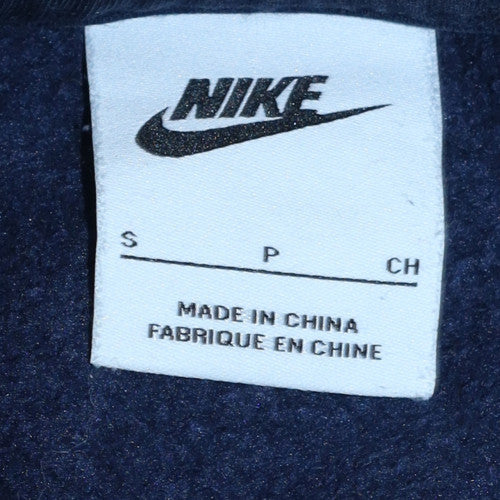 NIKE
S P CH
MADE IN CHINA
FABRIQUE EN CHINE